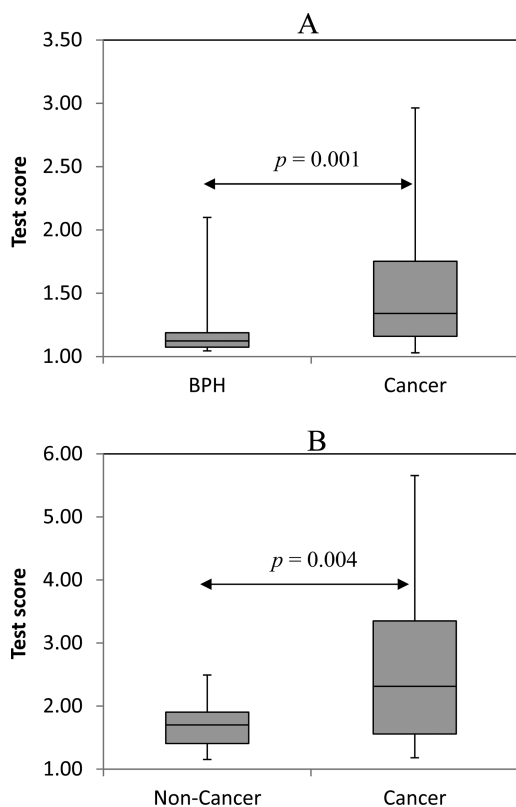 A
3.50
3.00
2.50
2.00
1.50
1.00
Test score
p = 0.001
BPH Cancer
B
6.00
5.00
4.00
3.00
2.00
1.00
Test score
p = 0.004
Non-Cancer Cancer